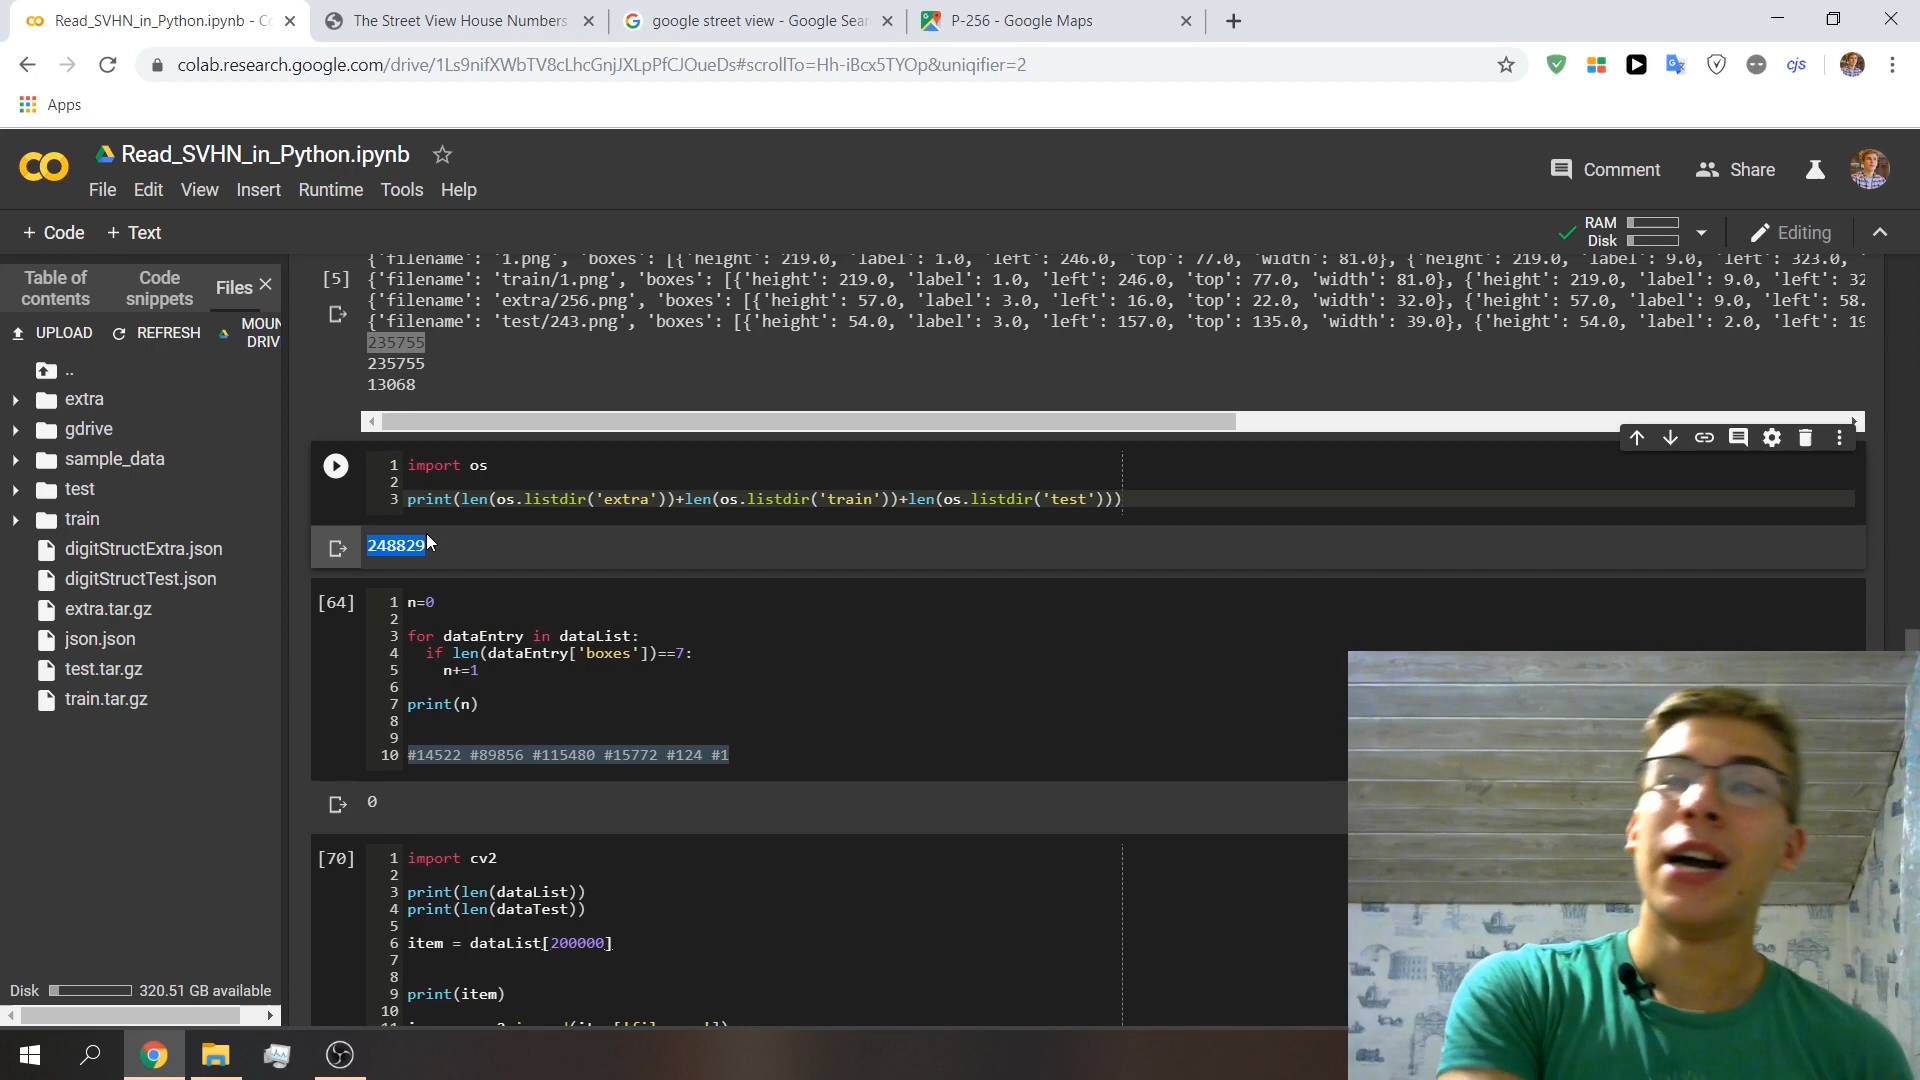 Read_SVHN_in_Python.ipynb - Co
The Street View House Numbers
google street view - Google Sear
P-256 - Google Maps
colab.research.google.com/drive/1Ls9nifXWbTV8cLhcGnjJXLpPfCJOueDs#scrollTo=Hh-iBcx5TYOp&uniqifier=2
cjs
Apps
CO
Read_SVHN_in_Python.ipynb
File Edit View Insert Runtime Tools Help
Comment
Share
+ Code + Text
RAM
Disk
Editing
Table of contents
Code snippets
Files
UPLOAD
REFRESH
MOUN
DRIV
..
extra
gdrive
sample_data
test
train
digitStructExtra.json
digitStructTest.json
extra.tar.gz
json.json
test.tar.gz
train.tar.gz
Disk 320.51 GB available
{'filename': '1.png', 'boxes': [{'height': 219.0, 'label': 1.0, 'left': 246.0, 'top': 77.0, 'width': 81.0}, {'height': 219.0, 'label': 9.0, 'left': 323.0,
[5] {'filename': 'train/1.png', 'boxes': [{'height': 219.0, 'label': 1.0, 'left': 246.0, 'top': 77.0, 'width': 81.0}, {'height': 219.0, 'label': 9.0, 'left': 32
{'filename': 'extra/256.png', 'boxes': [{'height': 57.0, 'label': 3.0, 'left': 16.0, 'top': 22.0, 'width': 32.0}, {'height': 57.0, 'label': 9.0, 'left': 58.
{'filename': 'test/243.png', 'boxes': [{'height': 54.0, 'label': 3.0, 'left': 157.0, 'top': 135.0, 'width': 39.0}, {'height': 54.0, 'label': 2.0, 'left': 19
235755
235755
13068
1 import os
2
3 print(len(os.listdir('extra'))+len(os.listdir('train'))+len(os.listdir('test')))
248829
[64] 1 n=0
2
3 for dataEntry in dataList:
4 if len(dataEntry['boxes'])==7:
5 n+=1
6
7 print(n)
8
9
10 #14522 #89856 #115480 #15772 #124 #1
0
[70] 1 import cv2
2
3 print(len(dataList))
4 print(len(dataTest))
5
6 item = dataList[200000]
7
8
9 print(item)
10